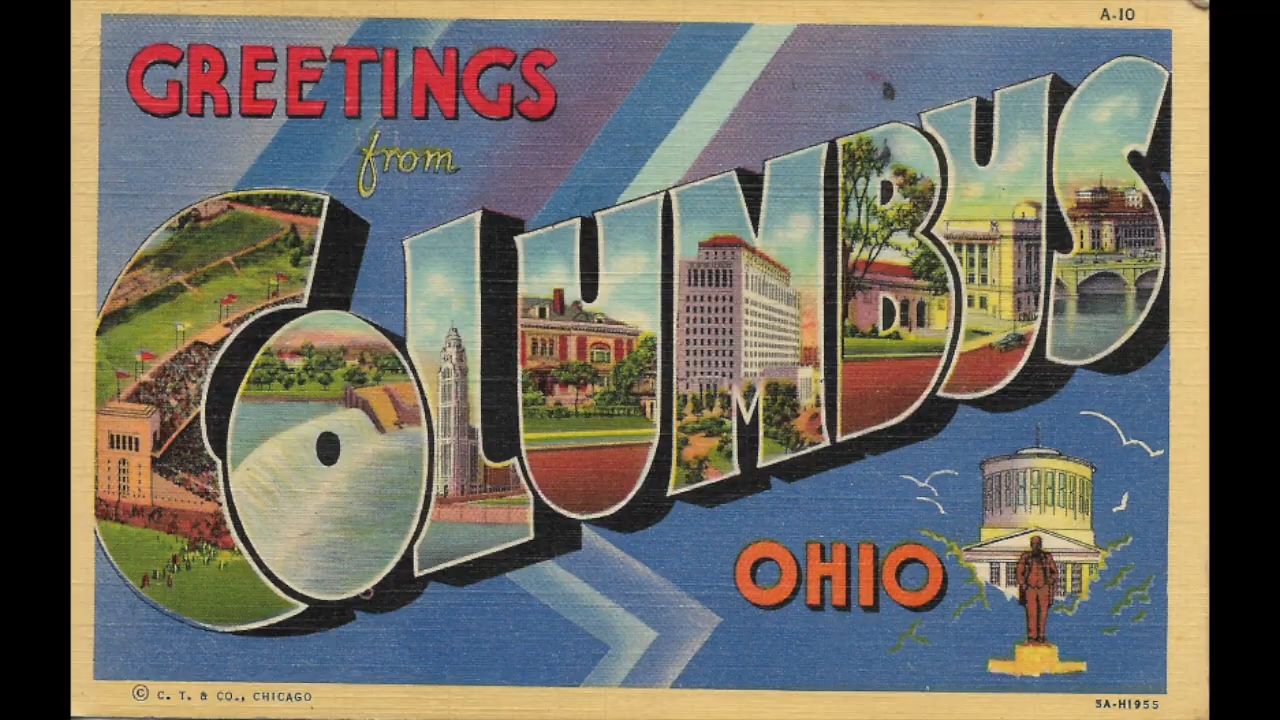 A-10
GREETINGS
from
COLUMBUS
OHIO
© C. T. & CO., CHICAGO
5A-H1955